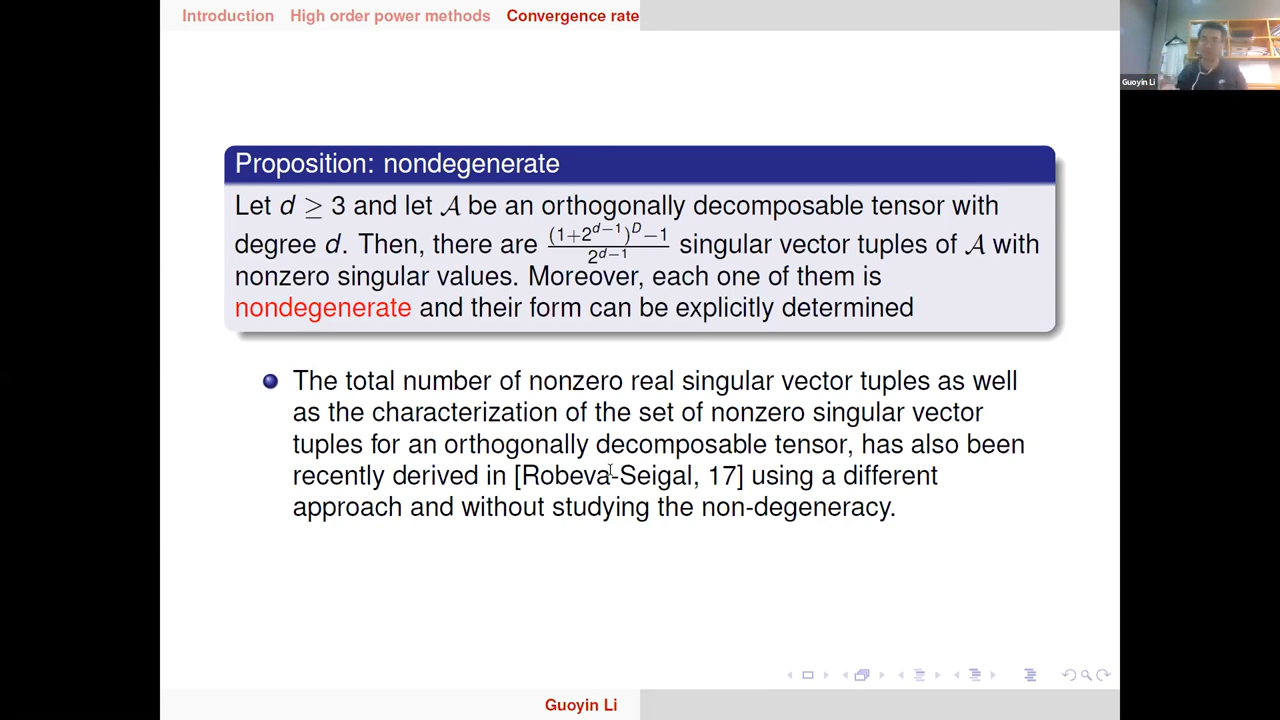 Introduction High order power methods Convergence rate
Guoyin Li
Proposition: nondegenerate
Let d ≥ 3 and let 𝒜 be an orthogonally decomposable tensor with
degree d. Then, there are \frac{(1+2^{d-1})^D-1}{2^{d-1}} singular vector tuples of 𝒜 with
nonzero singular values. Moreover, each one of them is
nondegenerate and their form can be explicitly determined
The total number of nonzero real singular vector tuples as well
as the characterization of the set of nonzero singular vector
tuples for an orthogonally decomposable tensor, has also been
recently derived in [Robeva-Seigal, 17] using a different
approach and without studying the non-degeneracy.
Guoyin Li